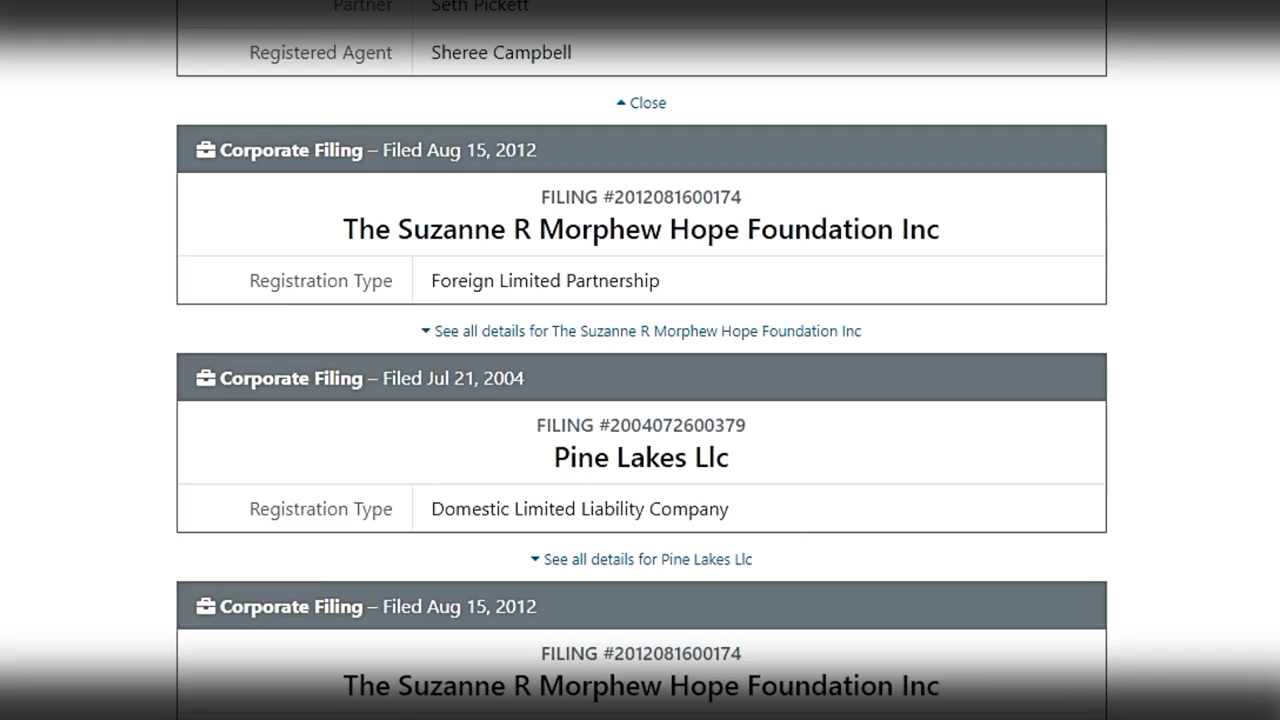 Partner Seth Pickett
Registered Agent Sheree Campbell
Close
Corporate Filing – Filed Aug 15, 2012
FILING #2012081600174
The Suzanne R Morphew Hope Foundation Inc
Registration Type Foreign Limited Partnership
See all details for The Suzanne R Morphew Hope Foundation Inc
Corporate Filing – Filed Jul 21, 2004
FILING #2004072600379
Pine Lakes Llc
Registration Type Domestic Limited Liability Company
See all details for Pine Lakes Llc
Corporate Filing – Filed Aug 15, 2012
FILING #2012081600174
The Suzanne R Morphew Hope Foundation Inc